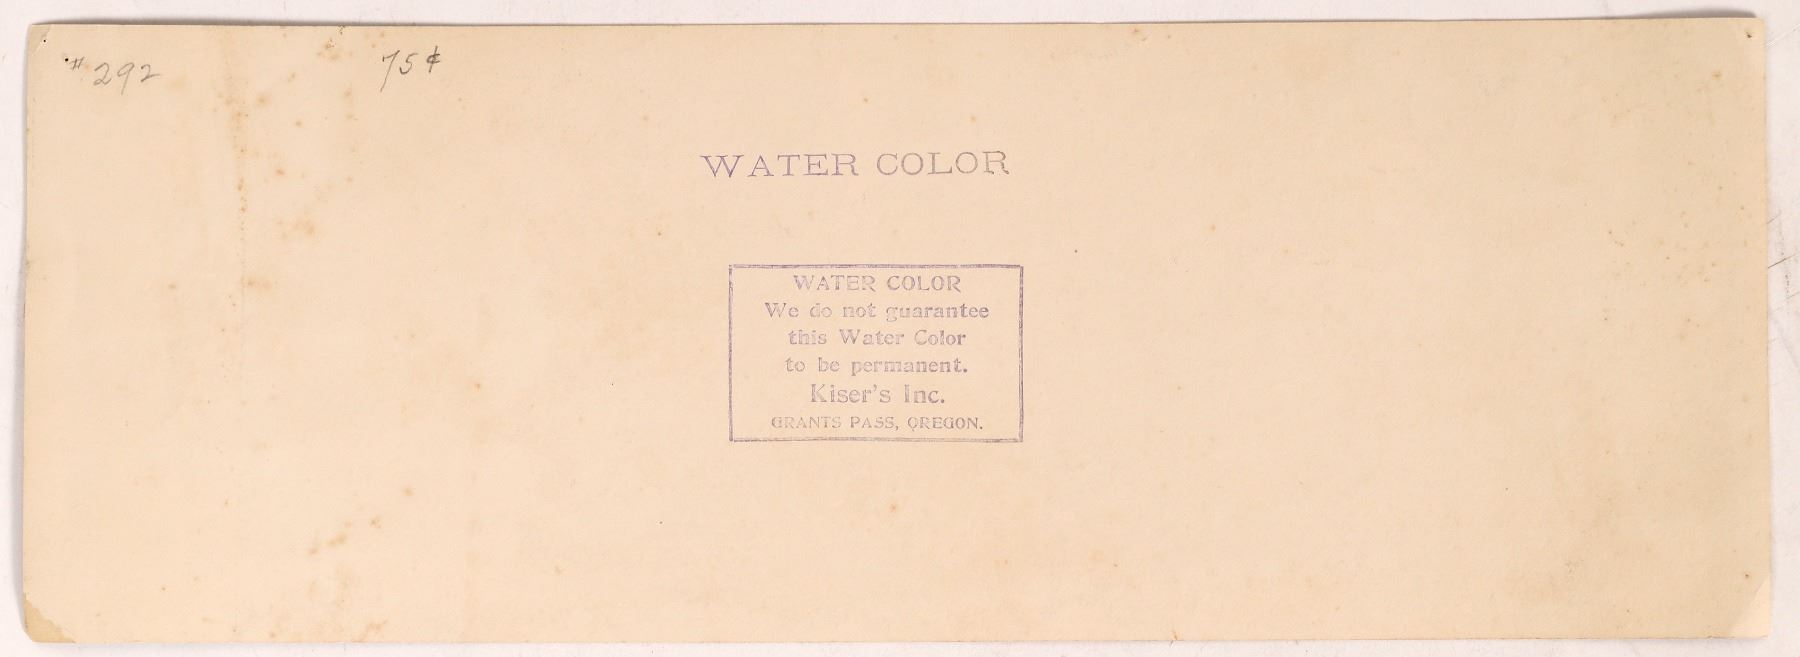 # 292 75¢
WATER COLOR
WATER COLOR
We do not guarantee
this Water Color
to be permanent.
Kiser's Inc.
GRANTS PASS, OREGON.